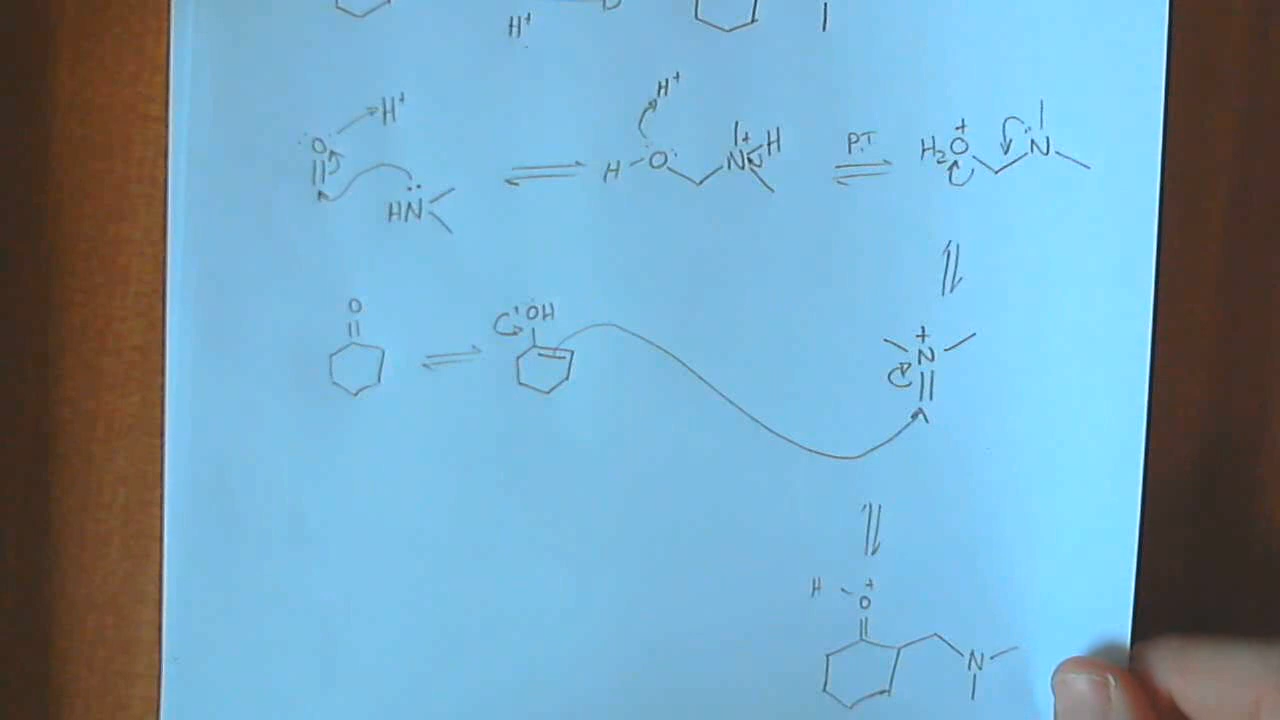 H⁺
O H⁺
HN
H O H⁺ N⁺ H
P.T
H₂O⁺ N
O
OH
N⁺
H O⁺
N